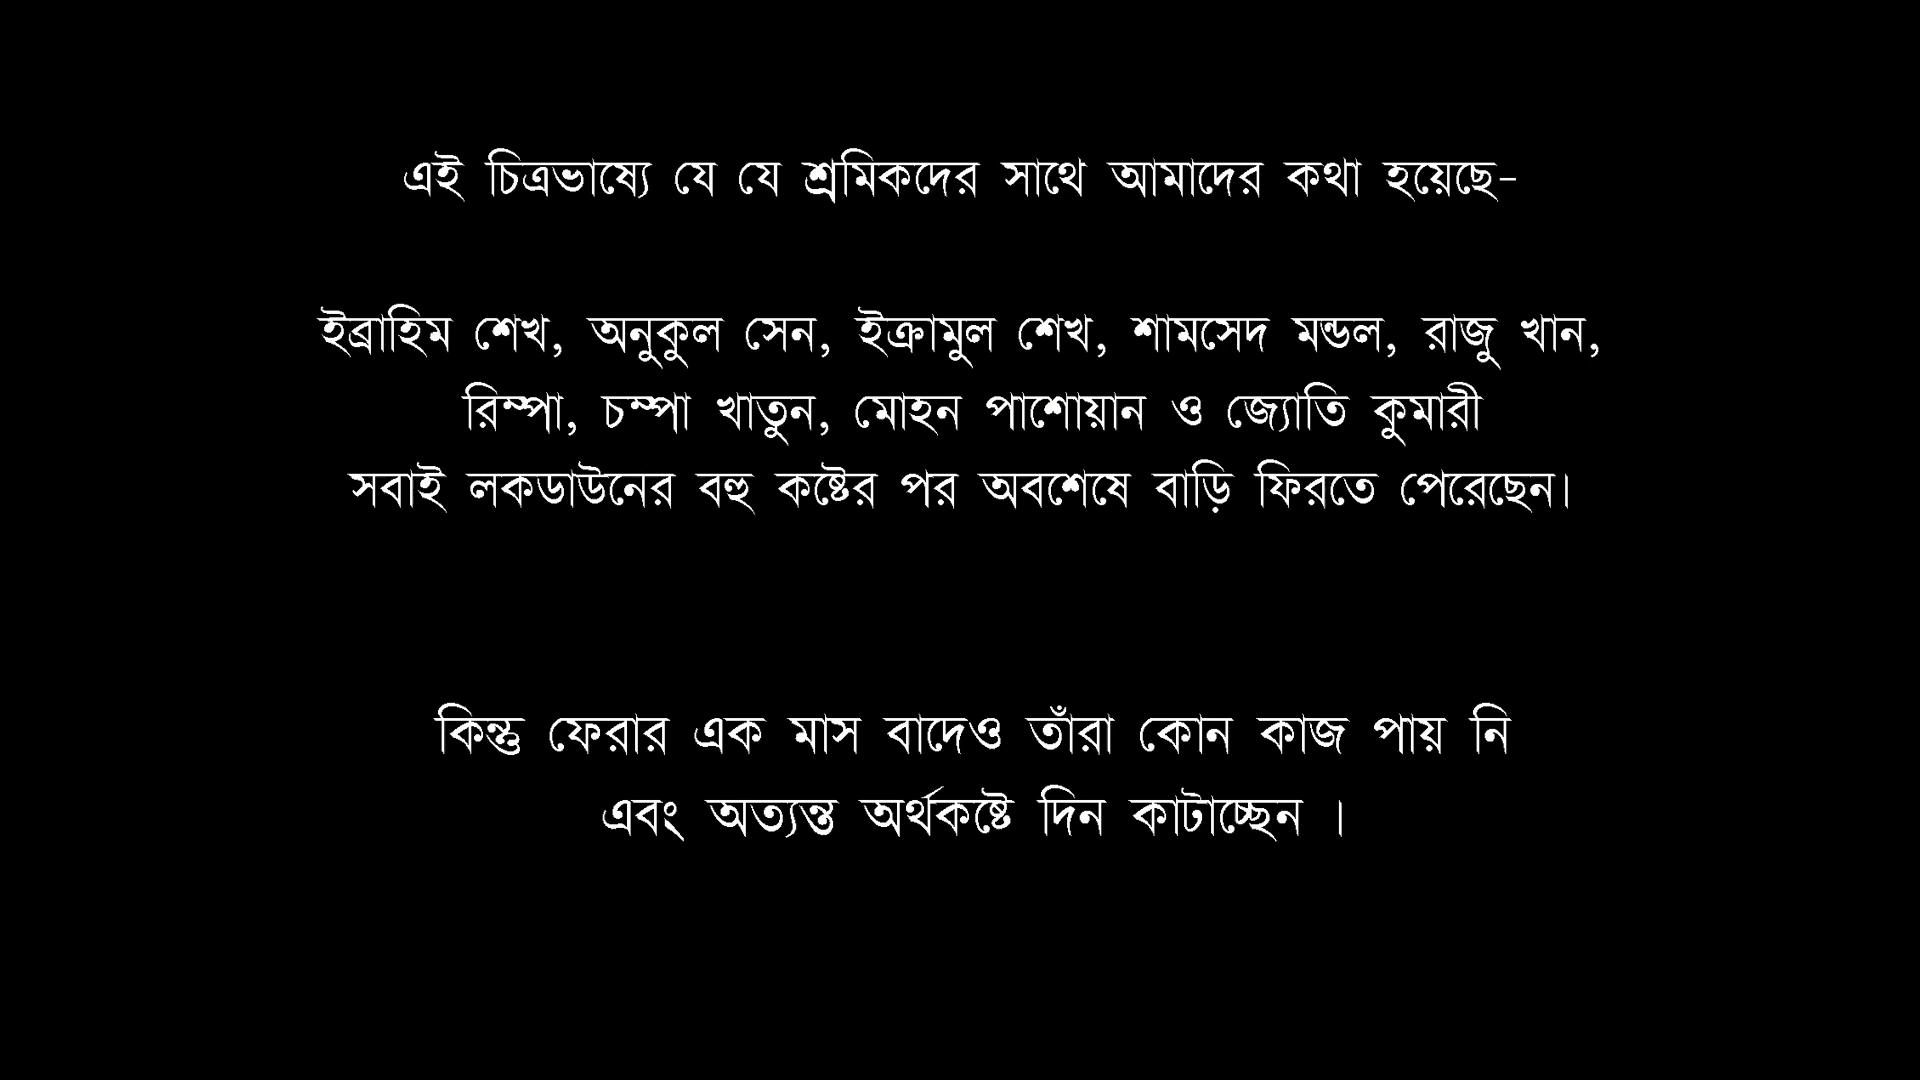 এই চিত্রভাষ্যে যে যে শ্রমিকদের সাথে আমাদের কথা হয়েছে-
ইব্রাহিম শেখ, অনুকুল সেন, ইক্রামুল শেখ, শামসেদ মন্ডল, রাজু খান,
রিম্পা, চম্পা খাতুন, মোহন পাশোয়ান ও জ্যোতি কুমারী
সবাই লকডাউনের বহু কষ্টের পর অবশেষে বাড়ি ফিরতে পেরেছেন।
কিন্তু ফেরার এক মাস বাদেও তাঁরা কোন কাজ পায় নি
এবং অত্যন্ত অর্থকষ্টে দিন কাটাচ্ছেন ।